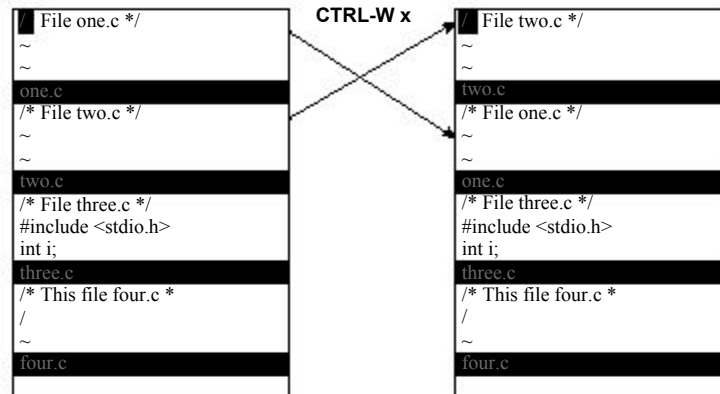 CTRL-W x
/ File one.c */
~
~
one.c
/* File two.c */
~
~
two.c
/* File three.c */
#include <stdio.h>
int i;
three.c
/* This file four.c *
/
~
four.c
/ File two.c */
~
~
two.c
/* File one.c */
~
~
one.c
/* File three.c */
#include <stdio.h>
int i;
three.c
/* This file four.c *
/
~
four.c